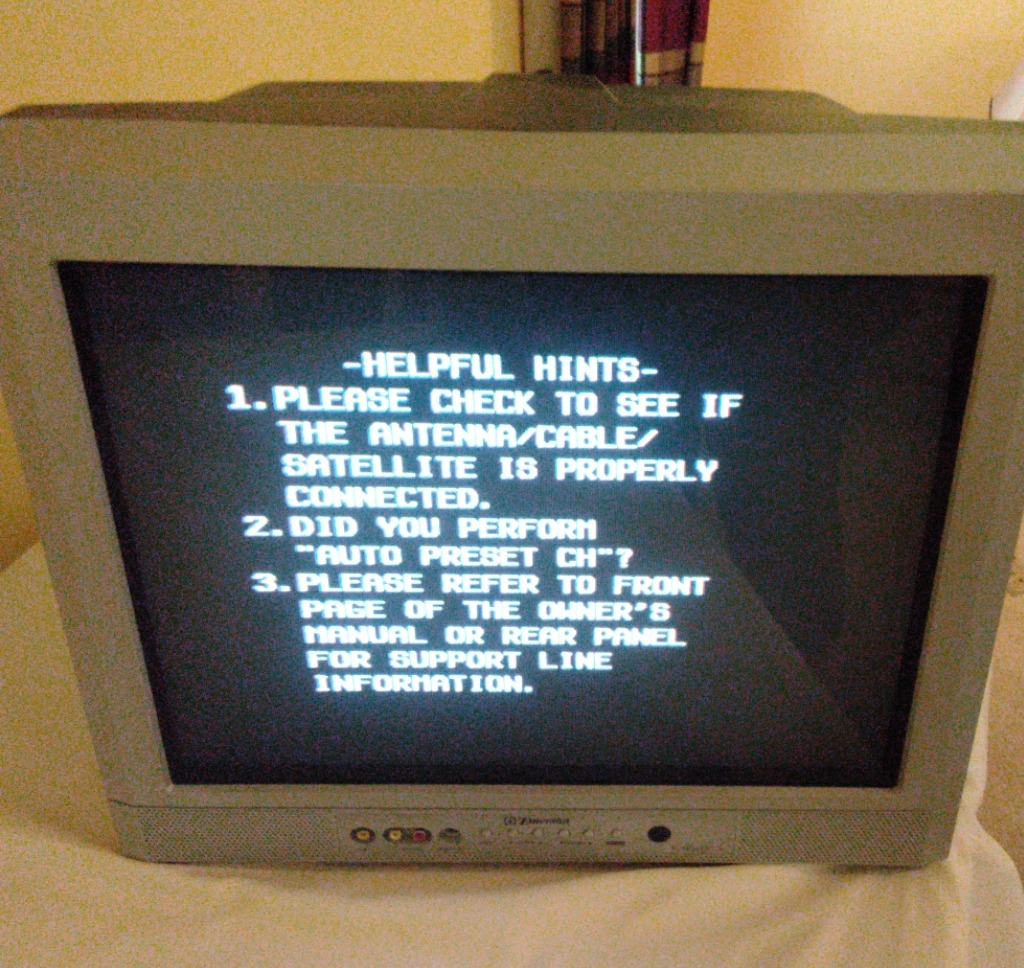 -HELPFUL HINTS-
1.PLEASE CHECK TO SEE IF
THE ANTENNA/CABLE/
SATELLITE IS PROPERLY
CONNECTED.
2.DID YOU PERFORM
"AUTO PRESET CH"?
3.PLEASE REFER TO FRONT
PAGE OF THE OWNER'S
MANUAL OR REAR PANEL
FOR SUPPORT LINE
INFORMATION.